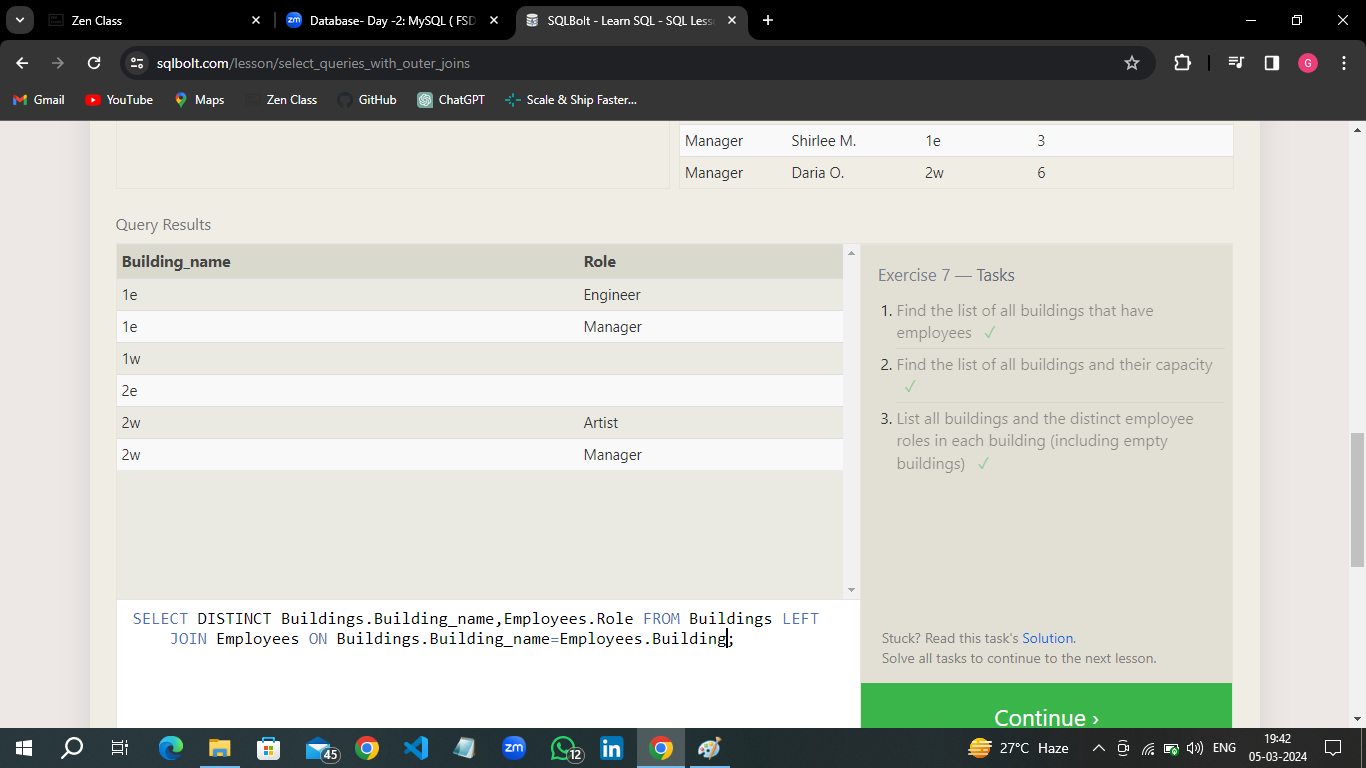 Zen Class
Database- Day -2: MySQL ( FSD
SQLBolt - Learn SQL - SQL Less
sqlbolt.com/lesson/select_queries_with_outer_joins
G
Gmail
YouTube
Maps
Zen Class
GitHub
ChatGPT
Scale & Ship Faster...
Manager Shirlee M. 1e 3
Manager Daria O. 2w 6
Query Results
Building_name Role
1e Engineer
1e Manager
1w
2e
2w Artist
2w Manager
Exercise 7 — Tasks
1. Find the list of all buildings that have
employees ✓
2. Find the list of all buildings and their capacity
✓
3. List all buildings and the distinct employee
roles in each building (including empty
buildings) ✓
SELECT DISTINCT Buildings.Building_name,Employees.Role FROM Buildings LEFT
JOIN Employees ON Buildings.Building_name=Employees.Building;
Stuck? Read this task's Solution.
Solve all tasks to continue to the next lesson.
Continue ›
45
zm
12
27°C Haze
ENG
19:42
05-03-2024